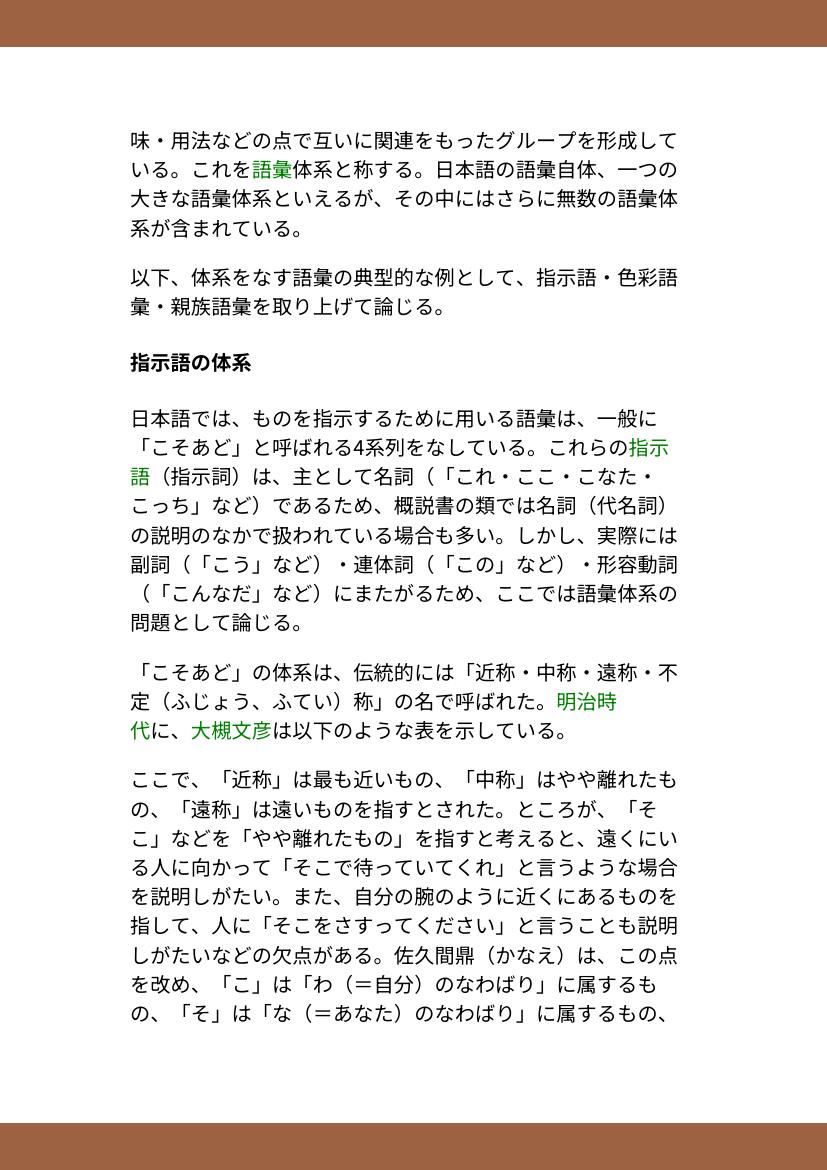 味・用法などの点で互いに関連をもったグループを形成して
いる。これを語彙体系と称する。日本語の語彙自体、一つの
大きな語彙体系といえるが、その中にはさらに無数の語彙体
系が含まれている。
以下、体系をなす語彙の典型的な例として、指示語・色彩語
彙・親族語彙を取り上げて論じる。
指示語の体系
日本語では、ものを指示するために用いる語彙は、一般に
「こそあど」と呼ばれる4系列をなしている。これらの指示
語（指示詞）は、主として名詞（「これ・ここ・こなた・
こっち」など）であるため、概説書の類では名詞（代名詞）
の説明のなかで扱われている場合も多い。しかし、実際には
副詞（「こう」など）・連体詞（「この」など）・形容動詞
（「こんなだ」など）にまたがるため、ここでは語彙体系の
問題として論じる。
「こそあど」の体系は、伝統的には「近称・中称・遠称・不
定（ふじょう、ふてい）称」の名で呼ばれた。明治時
代に、大槻文彦は以下のような表を示している。
ここで、「近称」は最も近いもの、「中称」はやや離れたも
の、「遠称」は遠いものを指すとされた。ところが、「そ
こ」などを「やや離れたもの」を指すと考えると、遠くにい
る人に向かって「そこで待っていてくれ」と言うような場合
を説明しがたい。また、自分の腕のように近くにあるものを
指して、人に「そこをさすってください」と言うことも説明
しがたいなどの欠点がある。佐久間鼎（かなえ）は、この点
を改め、「こ」は「わ（＝自分）のなわばり」に属するも
の、「そ」は「な（＝あなた）のなわばり」に属するもの、